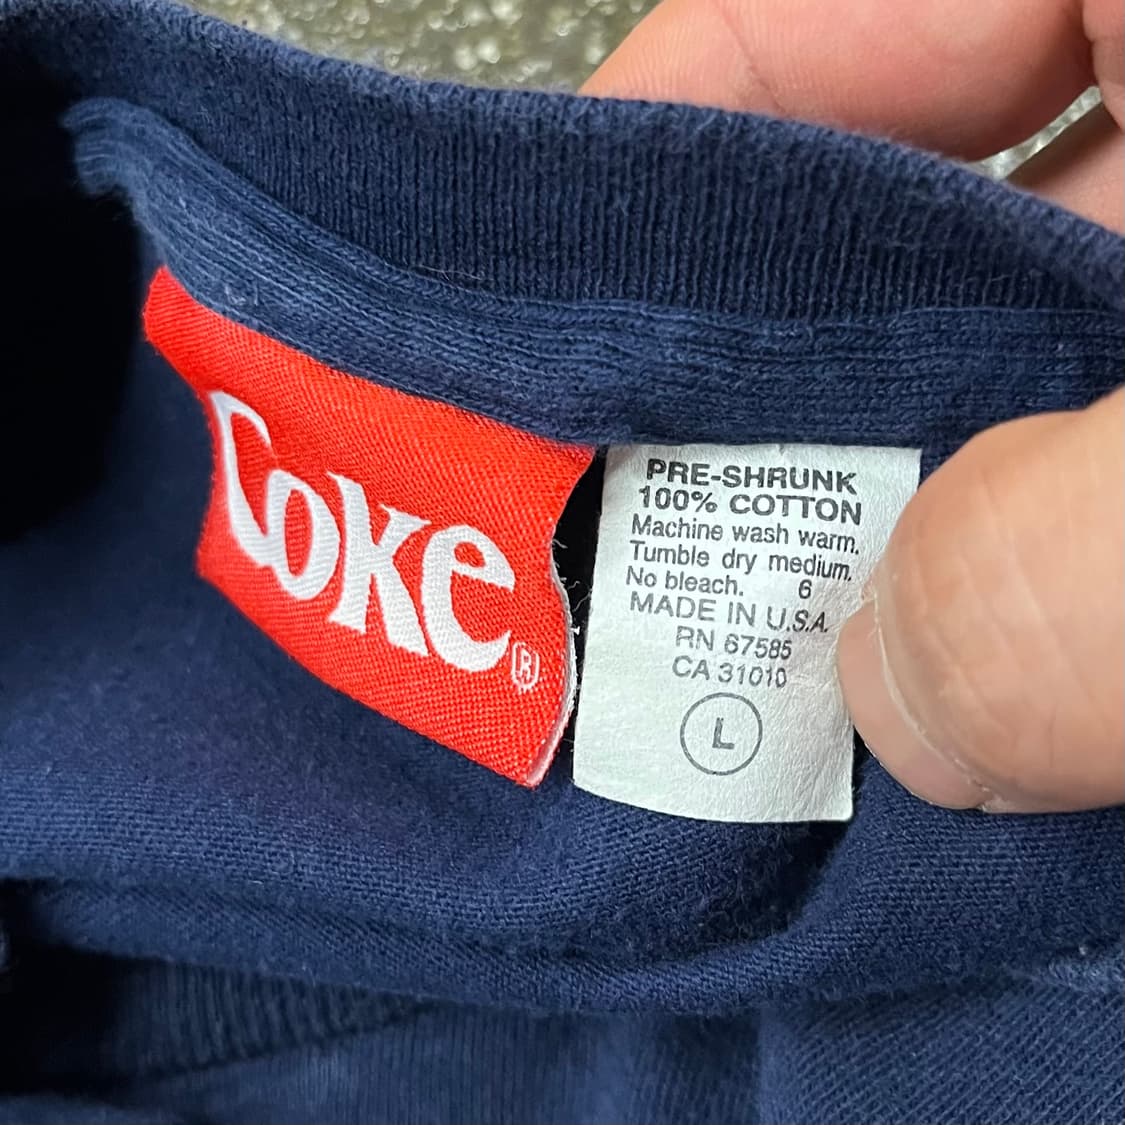 Coke®
PRE-SHRUNK
100% COTTON
Machine wash warm.
Tumble dry medium.
No bleach. 6
MADE IN U.S.A.
RN 67585
CA 31010
L